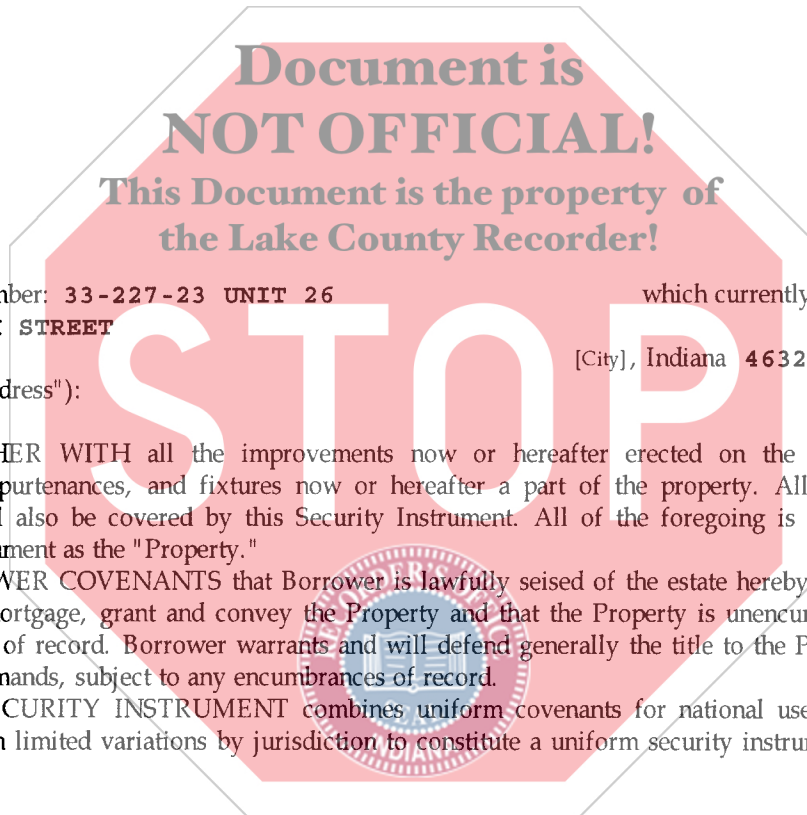 Document is
NOT OFFICIAL!
This Document is the property of
the Lake County Recorder!
nber: 33-227-23 UNIT 26 which currently
STREET
[City], Indiana 4632
dress"):
STOP
HER WITH all the improvements now or hereafter erected on the
purtenances, and fixtures now or hereafter a part of the property. All
l also be covered by this Security Instrument. All of the foregoing is
ument as the "Property."
WER COVENANTS that Borrower is lawfully seised of the estate hereby
ortgage, grant and convey the Property and that the Property is unencum
of record. Borrower warrants and will defend generally the title to the P
mands, subject to any encumbrances of record.
CURITY INSTRUMENT combines uniform covenants for national use
n limited variations by jurisdiction to constitute a uniform security instrum
INDIANA